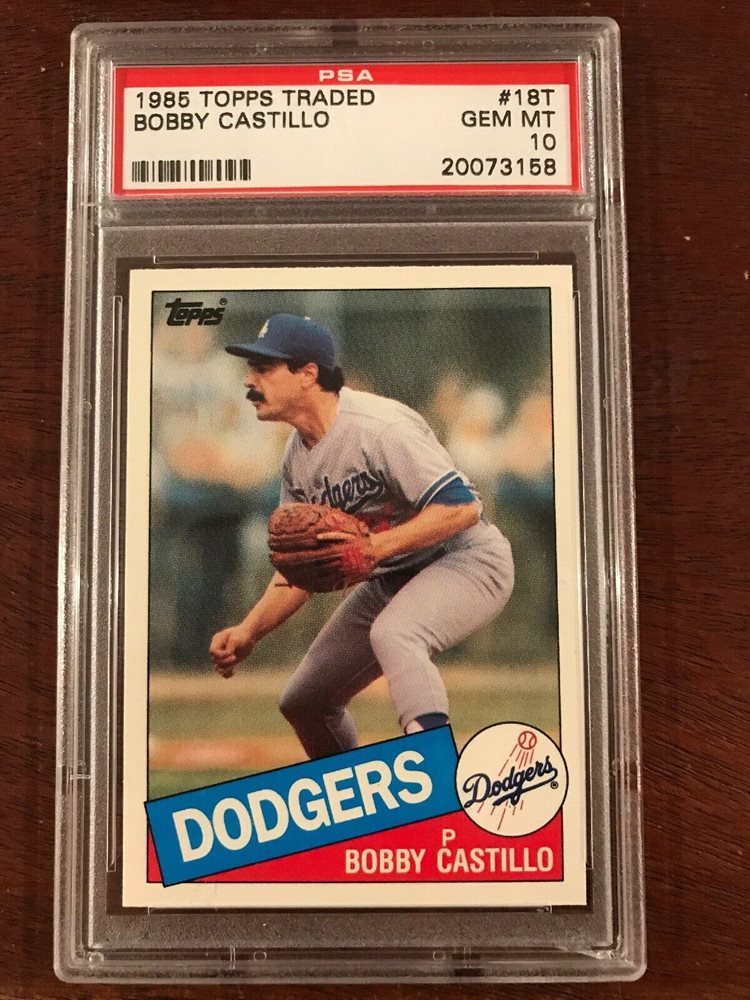 PSA
1985 TOPPS TRADED #18T
BOBBY CASTILLO GEM MT
10
20073158
Topps®
Dodgers
DODGERS
Dodgers®
P
BOBBY CASTILLO